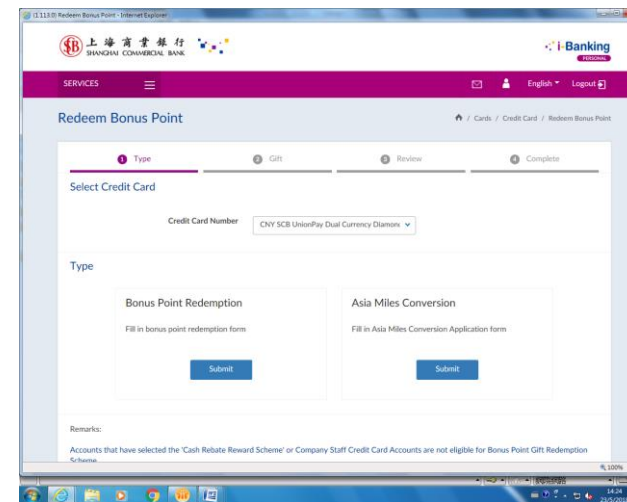 (1.113.0) Redeem Bonus Point - Internet Explorer
上海商業銀行
SHANGHAI COMMERCIAL BANK
i-Banking
PERSONAL
SERVICES
English
Logout
Redeem Bonus Point
/ Cards / Credit Card / Redeem Bonus Point
1 Type
2 Gift
3 Review
4 Complete
Select Credit Card
Credit Card Number
CNY SCB UnionPay Dual Currency Diamon
Type
Bonus Point Redemption
Asia Miles Conversion
Fill in bonus point redemption form
Fill in Asia Miles Conversion Application form
Submit
Submit
Remarks:
Accounts that have selected the 'Cash Rebate Reward Scheme' or Company Staff Credit Card Accounts are not eligible for Bonus Point Gift Redemption
Scheme
100%
14:24